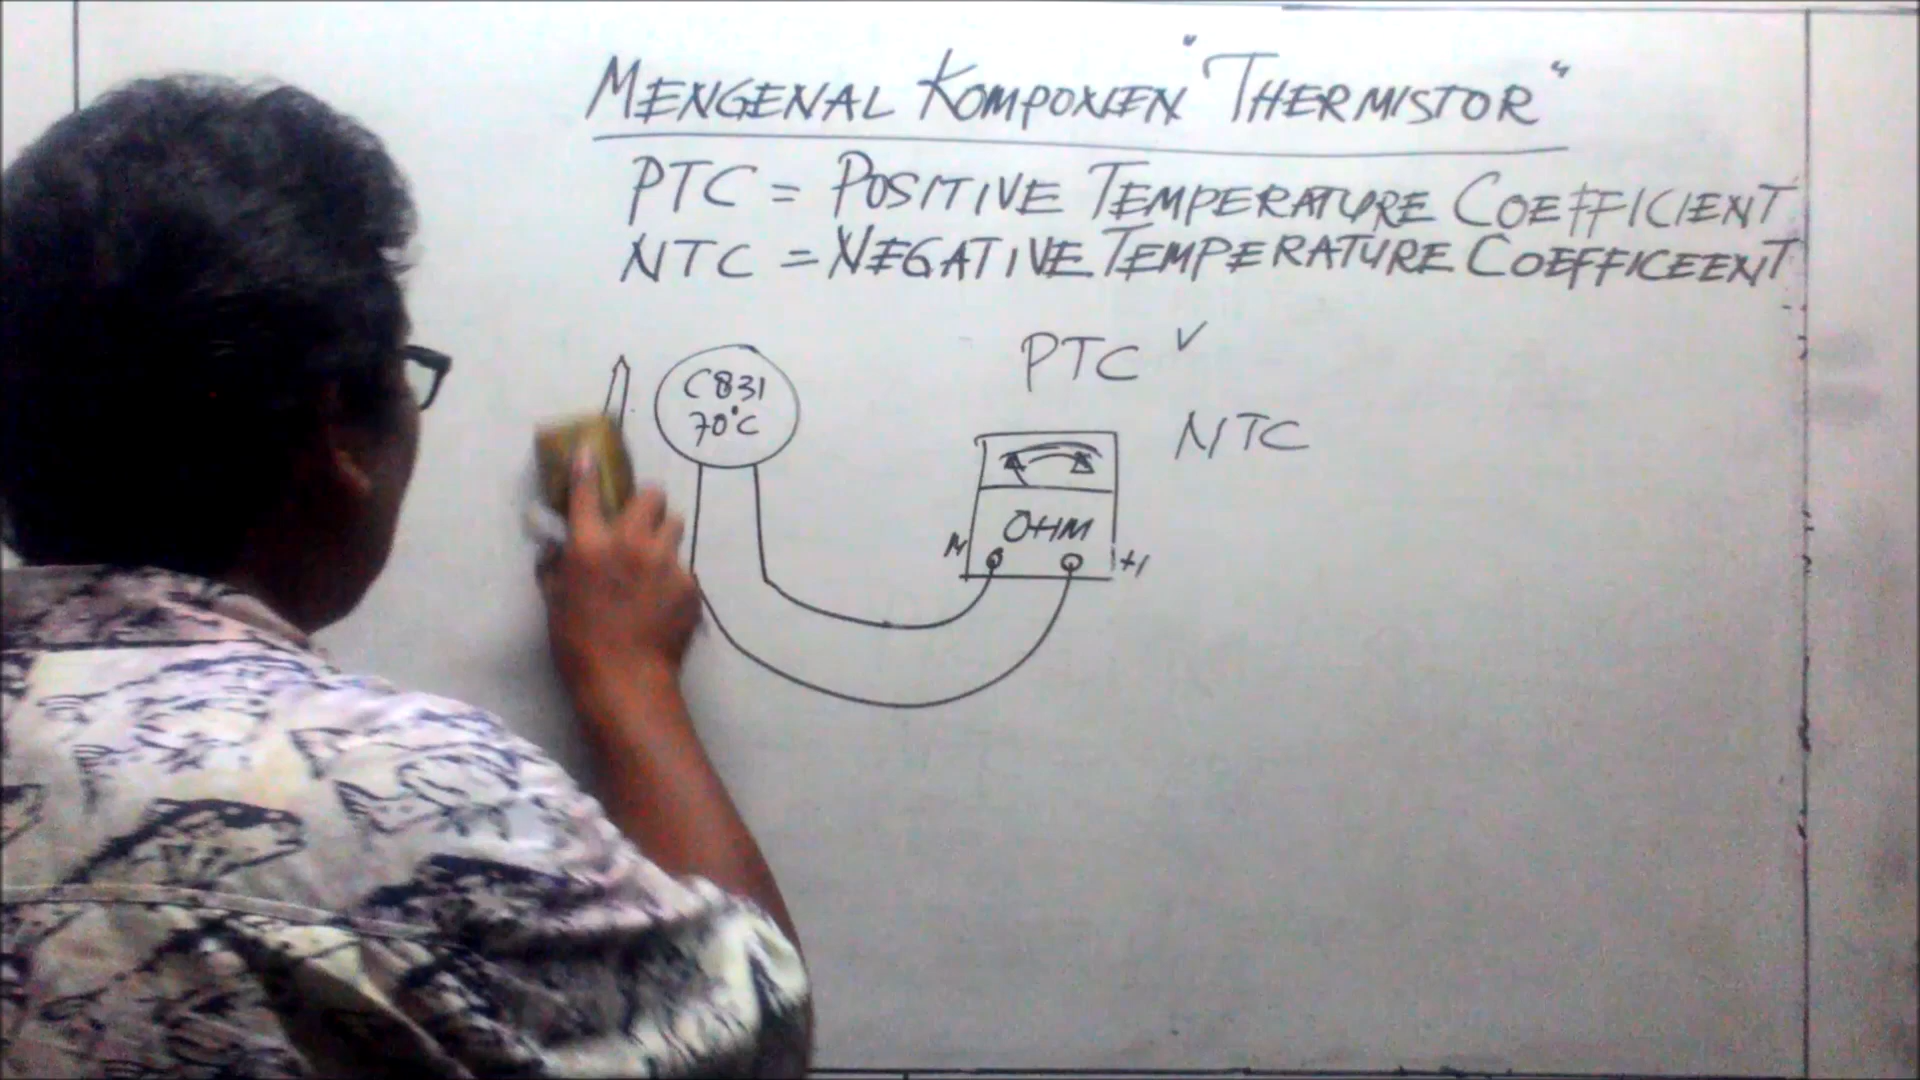 MENGENAL KOMPONEN "THERMISTOR"
PTC = POSITIVE TEMPERATURE COEFFICIENT
NTC = NEGATIVE TEMPERATURE COEFFICEENT
PTC ✓
NTC
C831
70°C
OHM